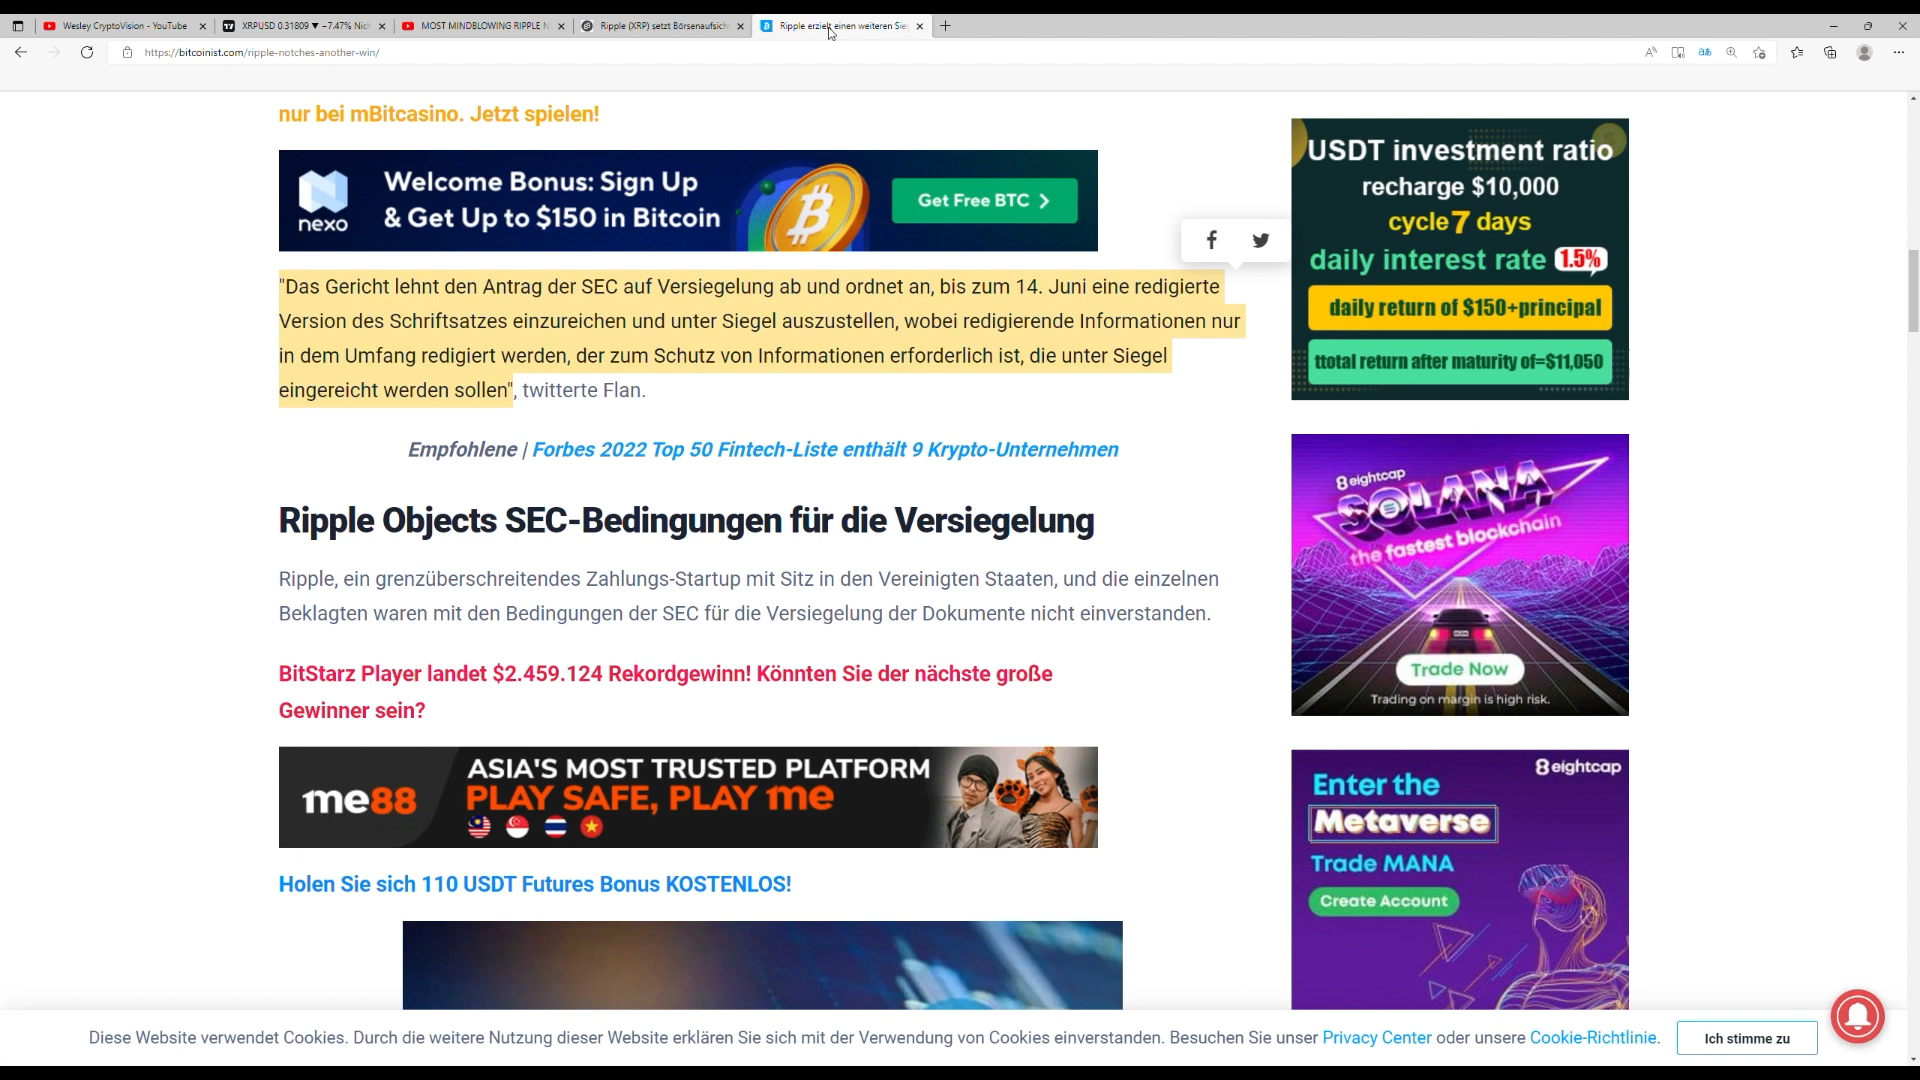 Wesley CryptoVision - YouTube
XRPUSD 0.31809 ▼ −7.47% Nich
MOST MINDBLOWING RIPPLE N
Ripple (XRP) setzt Börsenaufsich
Ripple erzielt einen weiteren Sie
https://bitcoinist.com/ripple-notches-another-win/
nur bei mBitcasino. Jetzt spielen!
nexo
Welcome Bonus: Sign Up
& Get Up to $150 in Bitcoin
Get Free BTC
"Das Gericht lehnt den Antrag der SEC auf Versiegelung ab und ordnet an, bis zum 14. Juni eine redigierte
Version des Schriftsatzes einzureichen und unter Siegel auszustellen, wobei redigierende Informationen nur
in dem Umfang redigiert werden, der zum Schutz von Informationen erforderlich ist, die unter Siegel
eingereicht werden sollen", twitterte Flan.
Empfohlene | Forbes 2022 Top 50 Fintech-Liste enthält 9 Krypto-Unternehmen
Ripple Objects SEC-Bedingungen für die Versiegelung
Ripple, ein grenzüberschreitendes Zahlungs-Startup mit Sitz in den Vereinigten Staaten, und die einzelnen
Beklagten waren mit den Bedingungen der SEC für die Versiegelung der Dokumente nicht einverstanden.
BitStarz Player landet $2.459.124 Rekordgewinn! Könnten Sie der nächste große
Gewinner sein?
me88
ASIA'S MOST TRUSTED PLATFORM
PLAY SAFE, PLAY me
Holen Sie sich 110 USDT Futures Bonus KOSTENLOS!
USDT investment ratio
recharge $10,000
cycle 7 days
daily interest rate 1.5%
daily return of $150+principal
ttotal return after maturity of=$11,050
8 eightcap
SOLANA
the fastest blockchain
Trade Now
Trading on margin is high risk.
8 eightcap
Enter the
Metaverse
Trade MANA
Create Account
Diese Website verwendet Cookies. Durch die weitere Nutzung dieser Website erklären Sie sich mit der Verwendung von Cookies einverstanden. Besuchen Sie unser Privacy Center oder unsere Cookie-Richtlinie.
Ich stimme zu